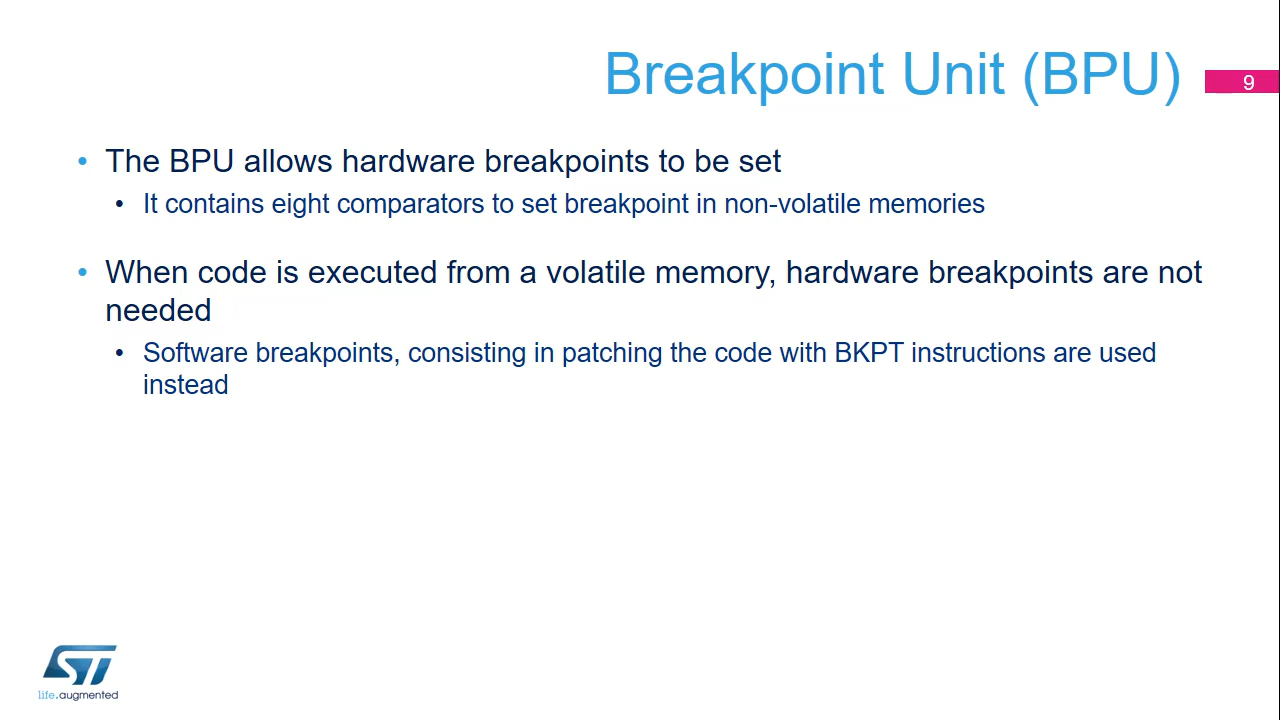 Breakpoint Unit (BPU)
9
• The BPU allows hardware breakpoints to be set
• It contains eight comparators to set breakpoint in non-volatile memories
• When code is executed from a volatile memory, hardware breakpoints are not
needed
• Software breakpoints, consisting in patching the code with BKPT instructions are used
instead
ST
life.augmented